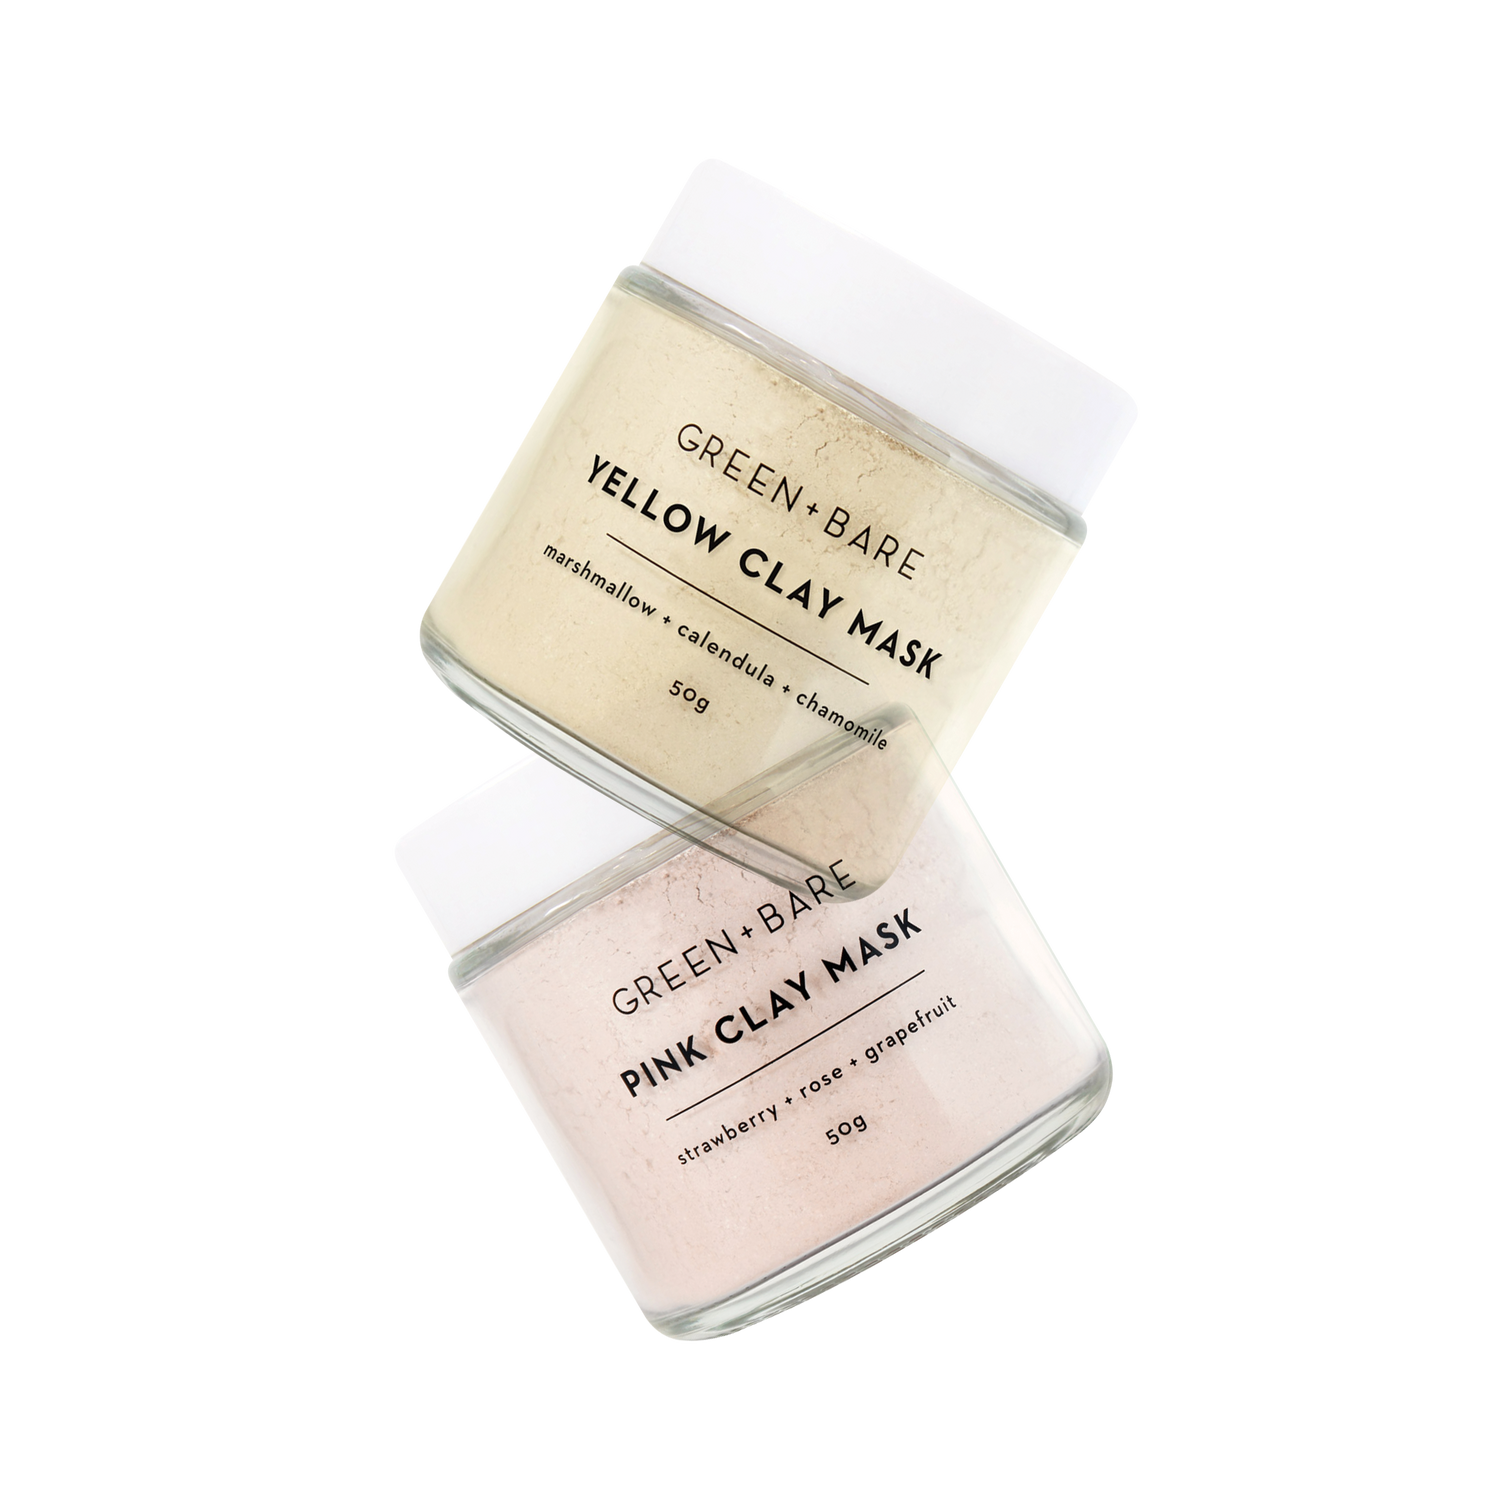 GREEN + BARE
YELLOW CLAY MASK
marshmallow + calendula + chamomile
50g
GREEN + BARE
PINK CLAY MASK
strawberry + rose + grapefruit
50g